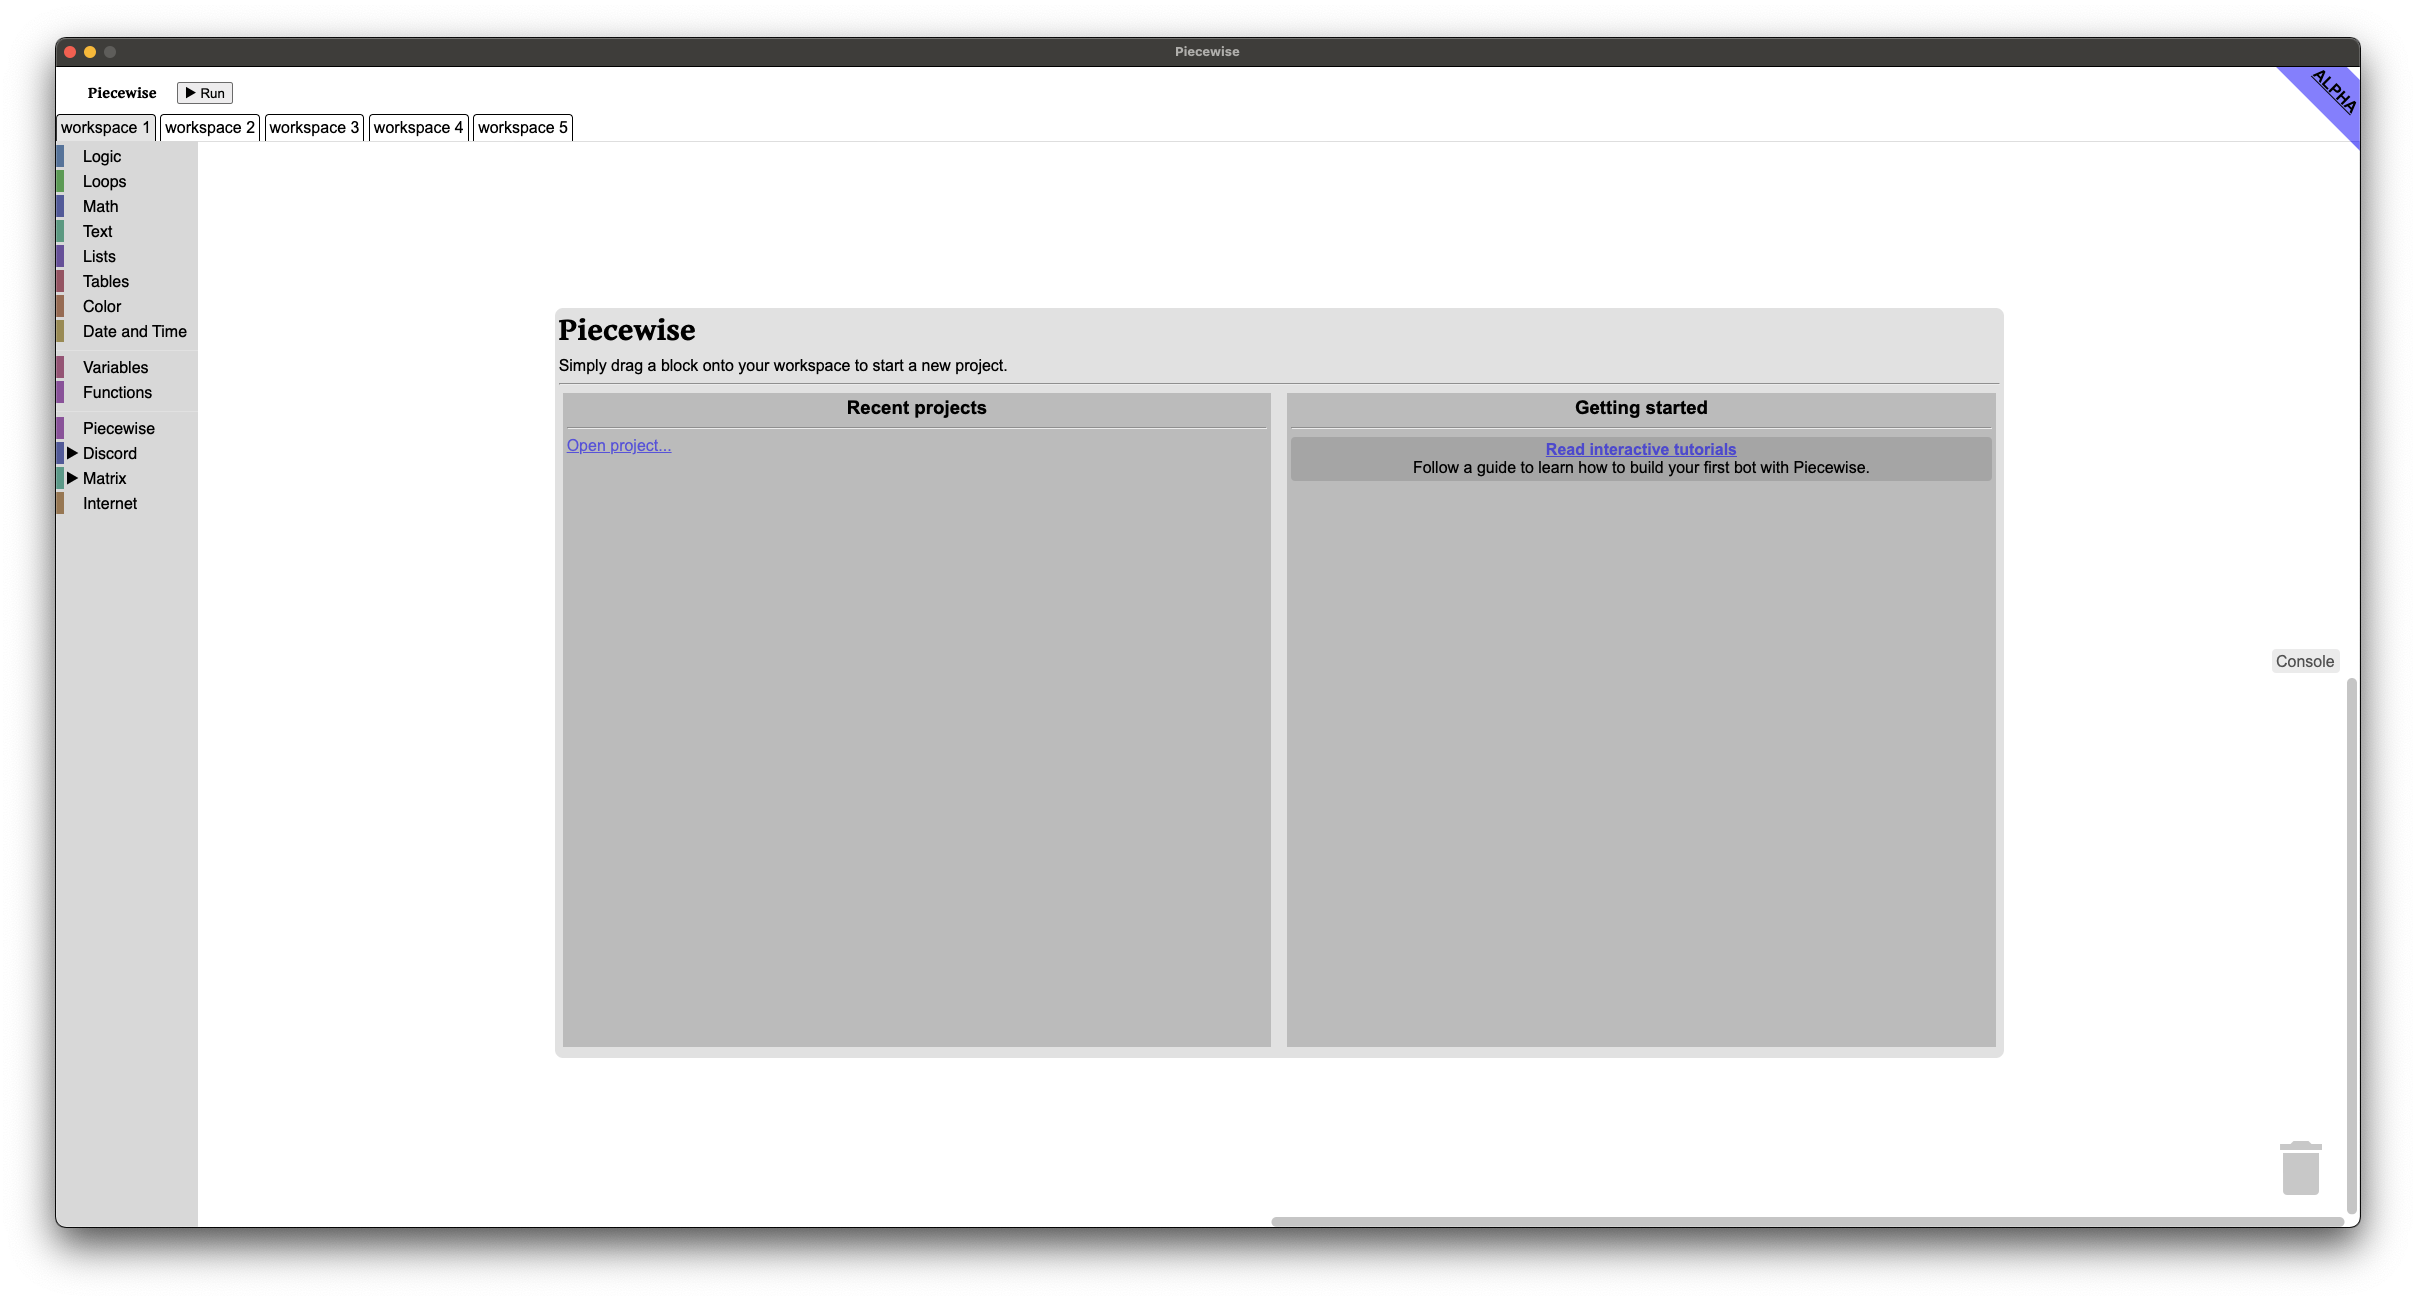 Piecewise
Piecewise
▶ Run
ALPHA
workspace 1
workspace 2
workspace 3
workspace 4
workspace 5
Logic
Loops
Math
Text
Lists
Tables
Color
Date and Time
Variables
Functions
Piecewise
Discord
Matrix
Internet
Piecewise
Simply drag a block onto your workspace to start a new project.
Recent projects
Open project...
Getting started
Read interactive tutorials
Follow a guide to learn how to build your first bot with Piecewise.
Console